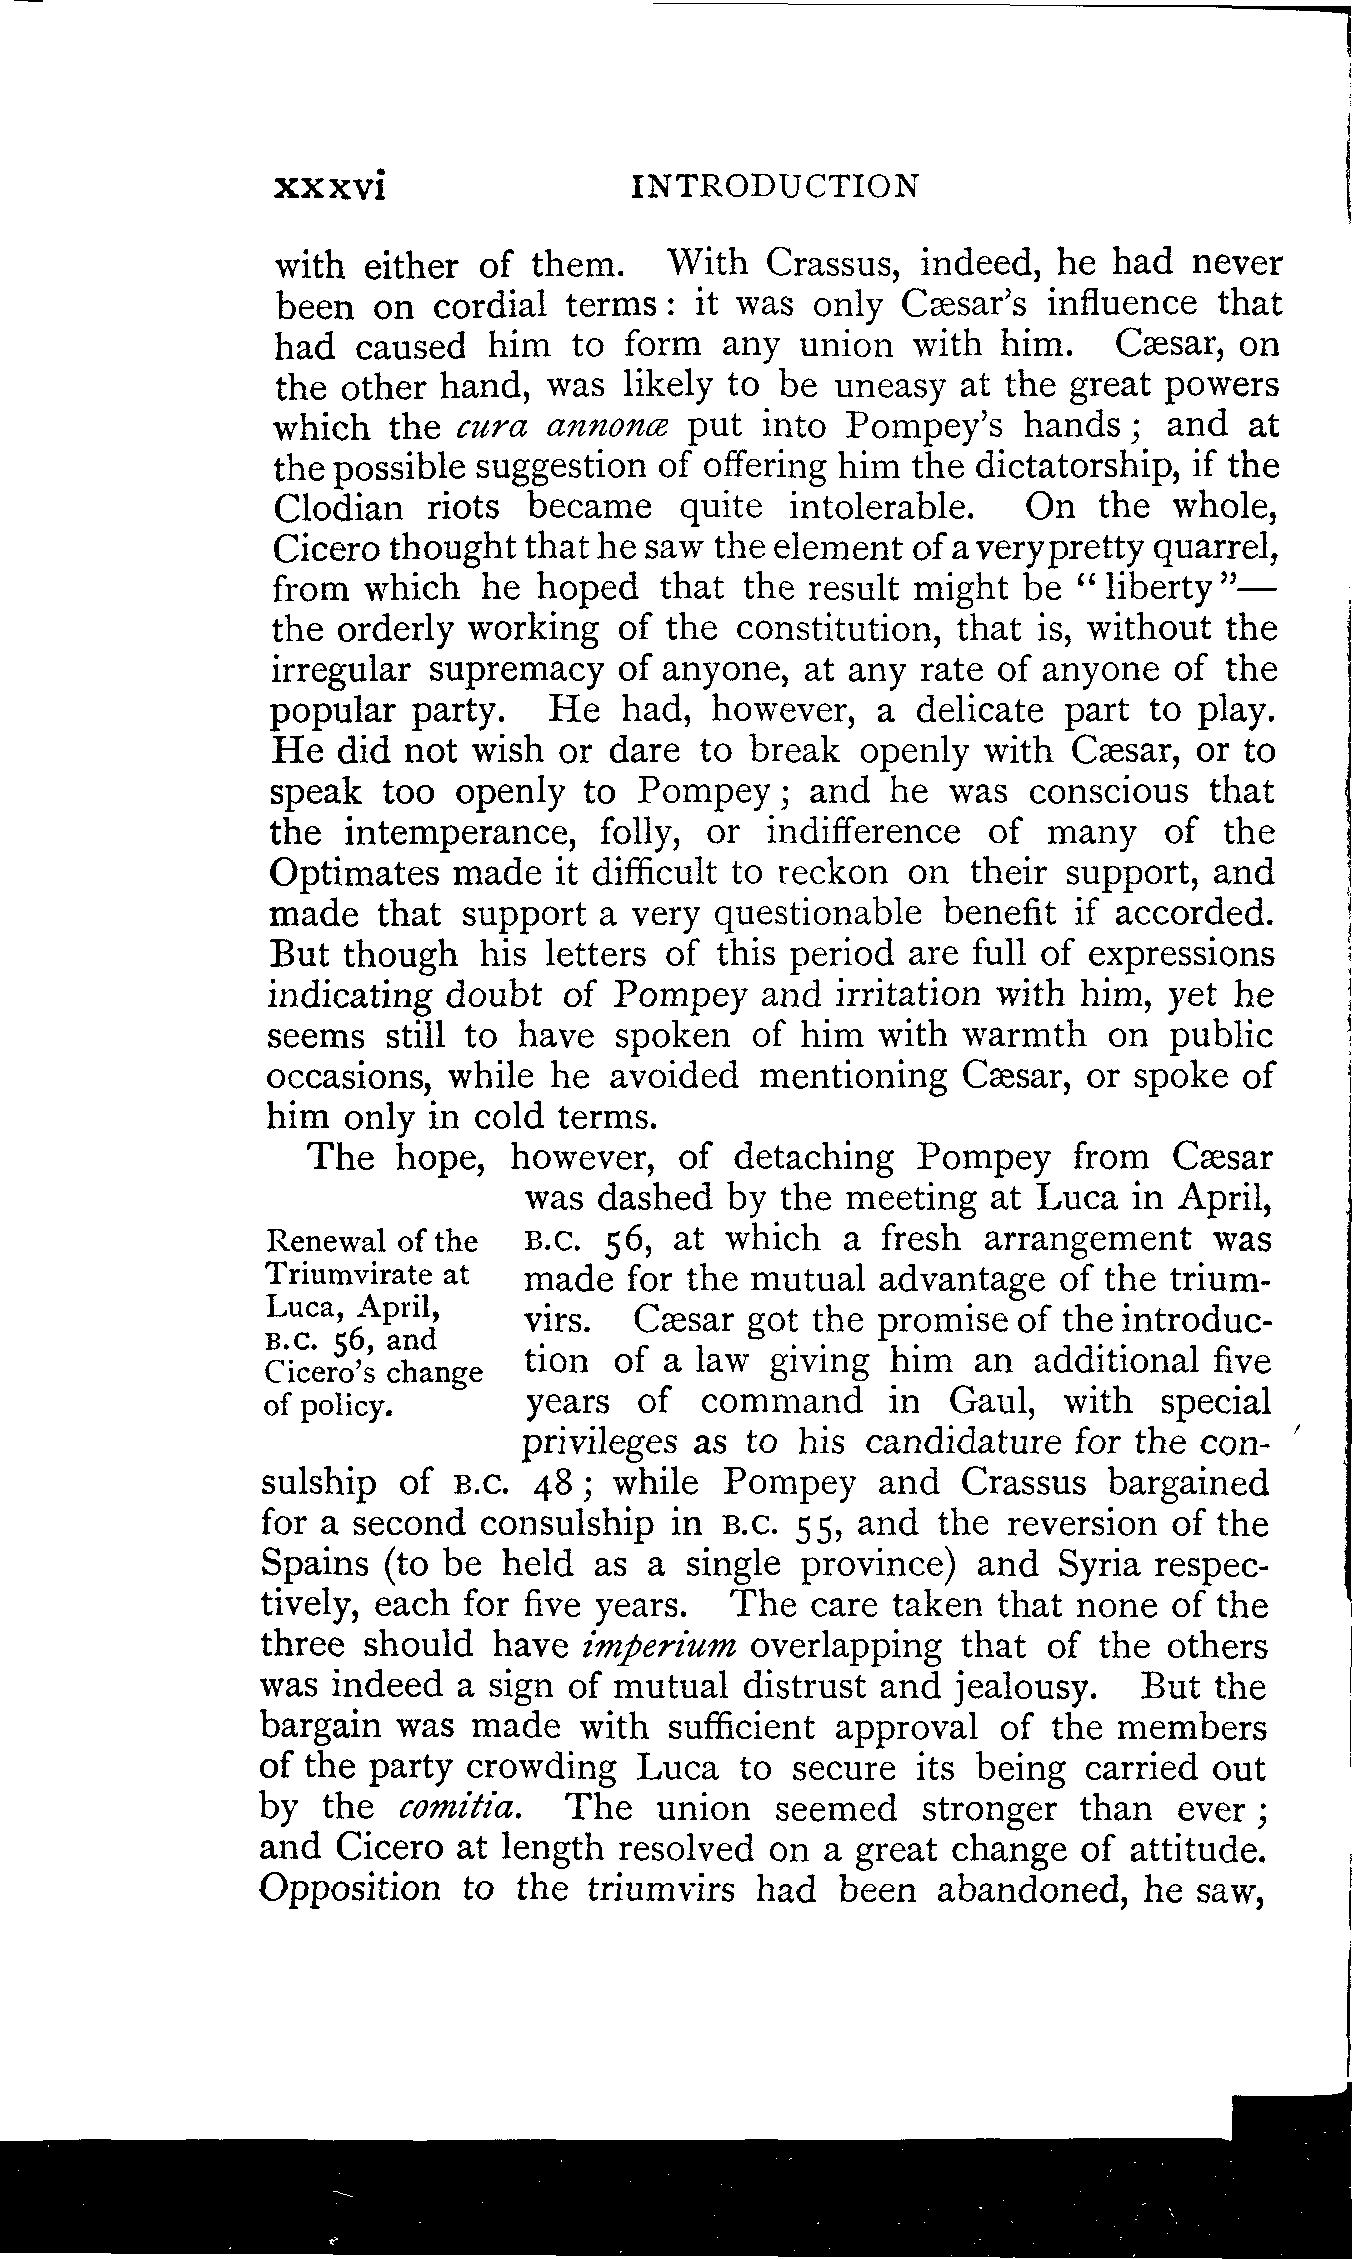 xxxvi INTRODUCTION
with either of them. With Crassus, indeed, he had never
been on cordial terms: it was only Cæsar's influence that
had caused him to form any union with him. Cæsar, on
the other hand, was likely to be uneasy at the great powers
which the cura annonæ put into Pompey's hands; and at
the possible suggestion of offering him the dictatorship, if the
Clodian riots became quite intolerable. On the whole,
Cicero thought that he saw the element of a very pretty quarrel,
from which he hoped that the result might be "liberty"—
the orderly working of the constitution, that is, without the
irregular supremacy of anyone, at any rate of anyone of the
popular party. He had, however, a delicate part to play.
He did not wish or dare to break openly with Cæsar, or to
speak too openly to Pompey; and he was conscious that
the intemperance, folly, or indifference of many of the
Optimates made it difficult to reckon on their support, and
made that support a very questionable benefit if accorded.
But though his letters of this period are full of expressions
indicating doubt of Pompey and irritation with him, yet he
seems still to have spoken of him with warmth on public
occasions, while he avoided mentioning Cæsar, or spoke of
him only in cold terms.
The hope, however, of detaching Pompey from Cæsar
was dashed by the meeting at Luca in April,
Renewal of the
Triumvirate at
Luca, April,
B.C. 56, and
Cicero's change
of policy.
B.C. 56, at which a fresh arrangement was
made for the mutual advantage of the trium-
virs. Cæsar got the promise of the introduc-
tion of a law giving him an additional five
years of command in Gaul, with special
privileges as to his candidature for the con-
sulship of B.C. 48; while Pompey and Crassus bargained
for a second consulship in B.C. 55, and the reversion of the
Spains (to be held as a single province) and Syria respec-
tively, each for five years. The care taken that none of the
three should have imperium overlapping that of the others
was indeed a sign of mutual distrust and jealousy. But the
bargain was made with sufficient approval of the members
of the party crowding Luca to secure its being carried out
by the comitia. The union seemed stronger than ever;
and Cicero at length resolved on a great change of attitude.
Opposition to the triumvirs had been abandoned, he saw,